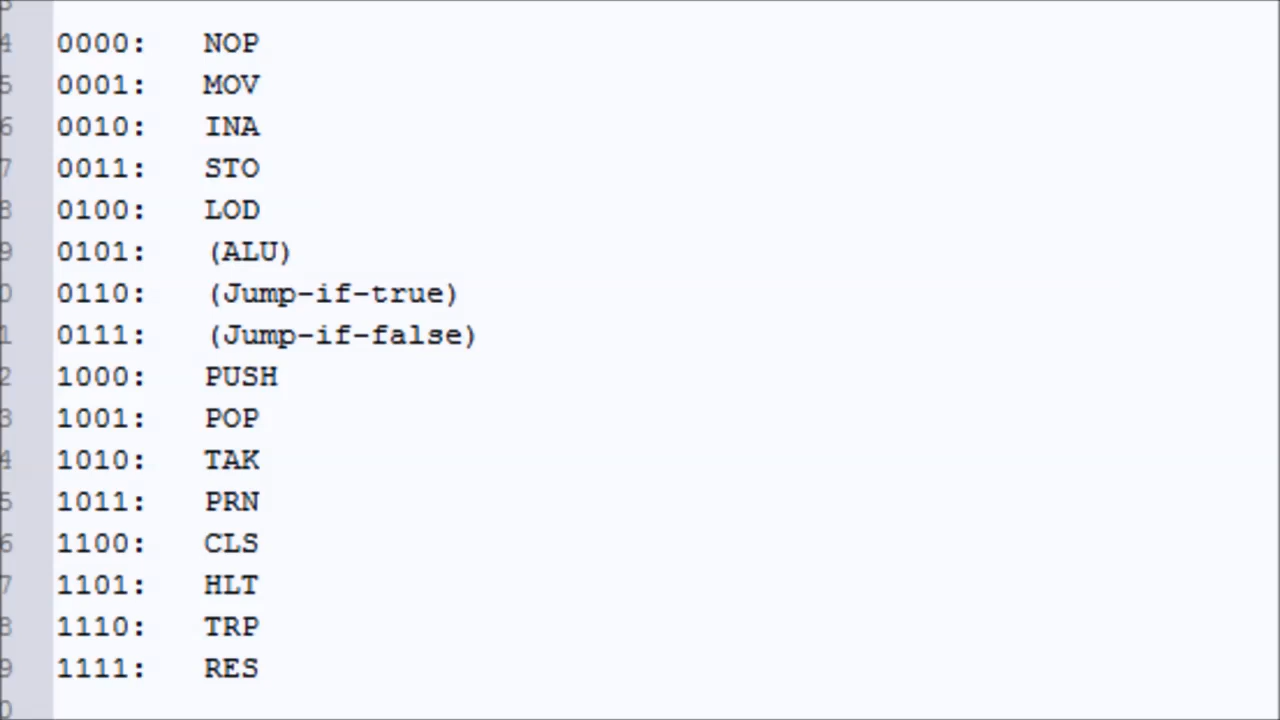 0000: NOP
0001: MOV
0010: INA
0011: STO
0100: LOD
0101: (ALU)
0110: (Jump-if-true)
0111: (Jump-if-false)
1000: PUSH
1001: POP
1010: TAK
1011: PRN
1100: CLS
1101: HLT
1110: TRP
1111: RES